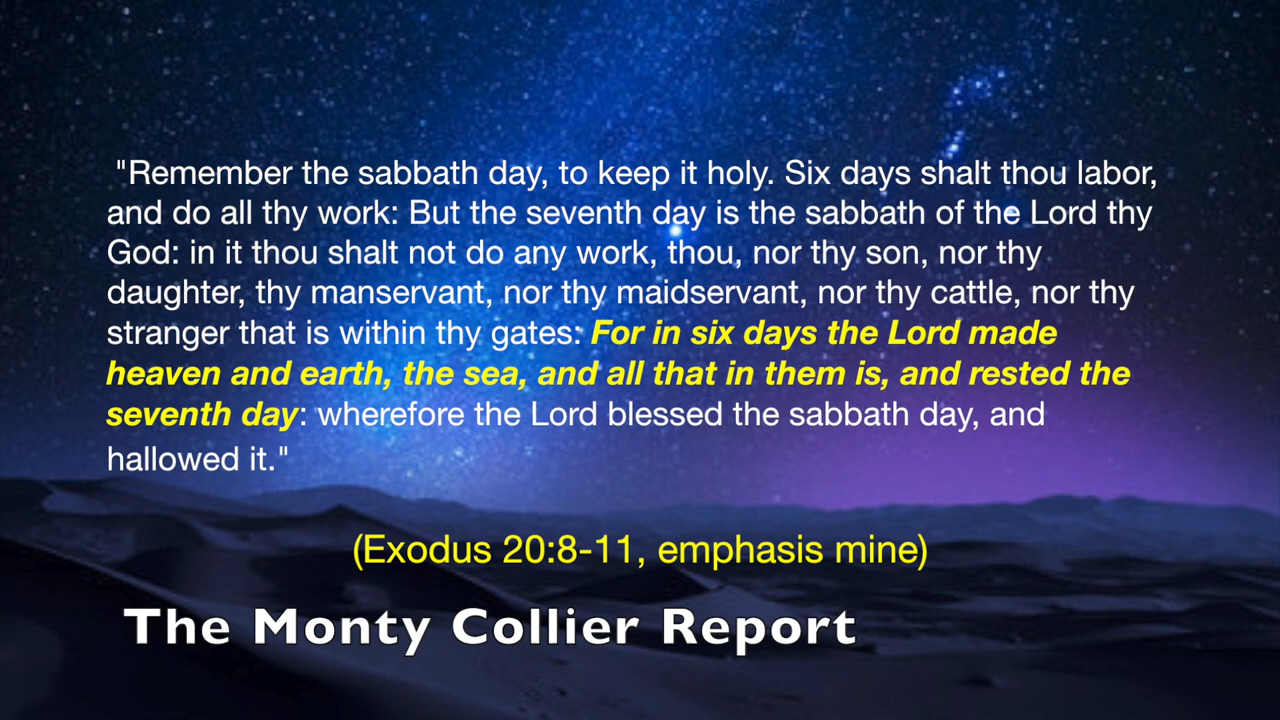 "Remember the sabbath day, to keep it holy. Six days shalt thou labor,
and do all thy work: But the seventh day is the sabbath of the Lord thy
God: in it thou shalt not do any work, thou, nor thy son, nor thy
daughter, thy manservant, nor thy maidservant, nor thy cattle, nor thy
stranger that is within thy gates: For in six days the Lord made
heaven and earth, the sea, and all that in them is, and rested the
seventh day: wherefore the Lord blessed the sabbath day, and
hallowed it."
(Exodus 20:8-11, emphasis mine)
The Monty Collier Report